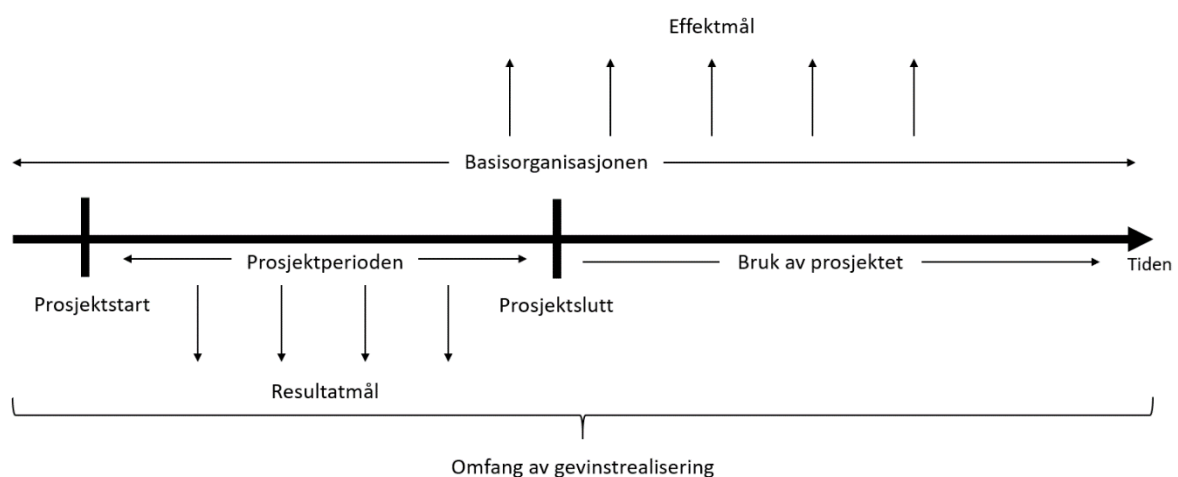 Effektmål
Basisorganisasjonen
Prosjektperioden
Bruk av prosjektet
Tiden
Prosjektstart
Prosjektslutt
Resultatmål
Omfang av gevinstrealisering